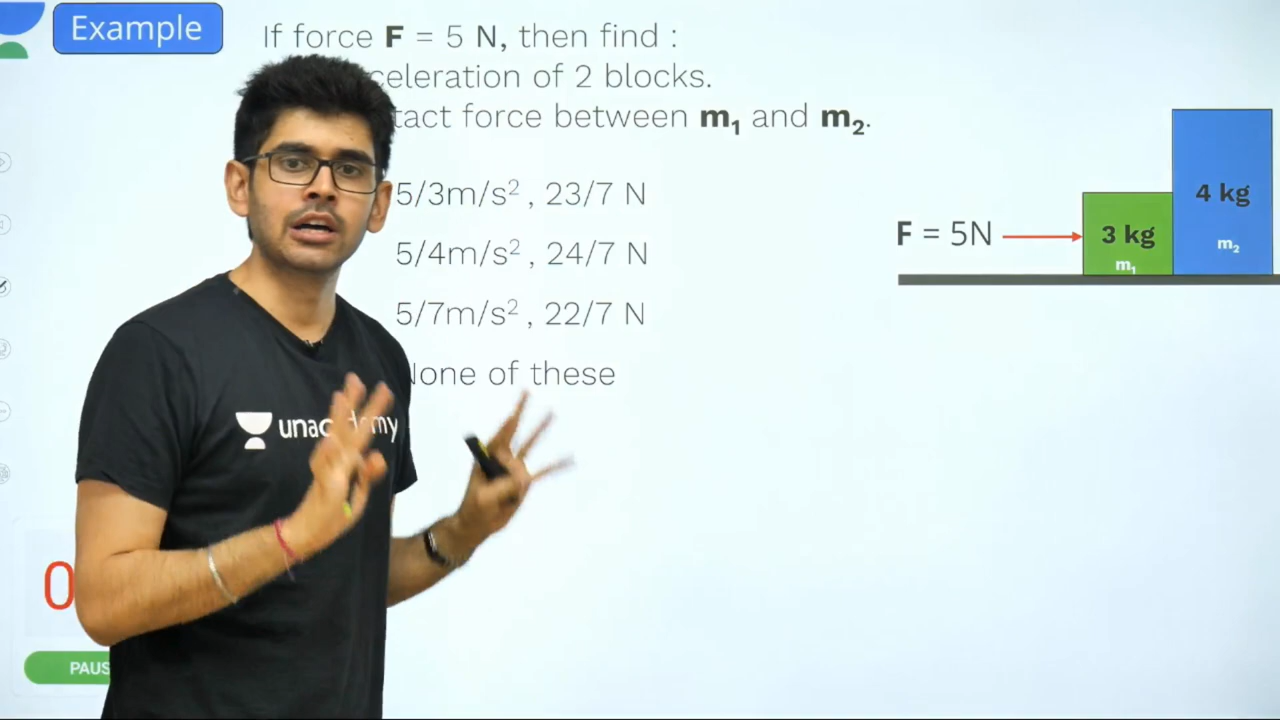 Example
If force F = 5 N, then find :
celeration of 2 blocks.
tact force between m₁ and m₂.
5/3m/s² , 23/7 N
5/4m/s² , 24/7 N
5/7m/s² , 22/7 N
None of these
F = 5N
3 kg
m₁
4 kg
m₂
unacademy
0
PAUS